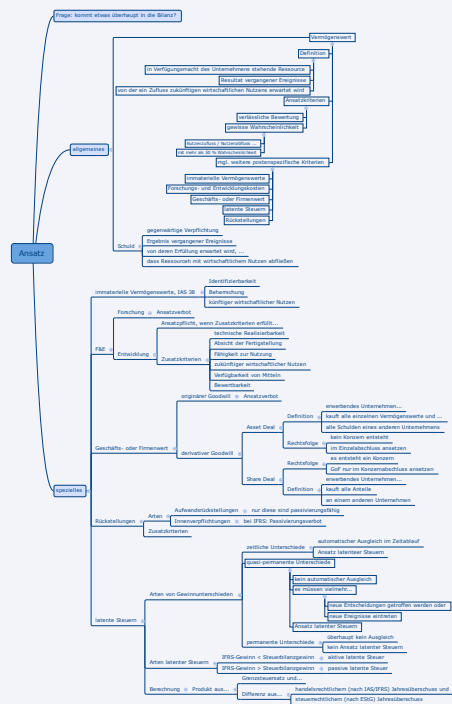 Frage: kommt etwas überhaupt in die Bilanz?
Vermögenswert
Definition
in Verfügungsmacht des Unternehmens stehende Ressource
Resultat vergangener Ereignisse
von der ein Zufluss zukünftigen wirtschaftlichen Nutzens erwartet wird
Ansatzkriterien
verlässliche Bewertung
gewisse Wahrscheinlichkeit
Nutzenzufluss / Nutzenabfluss ...
mit mehr als 50 % Wahrscheinlichkeit
mgl. weitere postenspezifische Kriterien
allgemeines
immaterielle Vermögenswerte
Forschungs- und Entwicklungskosten
Geschäfts- oder Firmenwert
latente Steuern
Rückstellungen
Schuld
gegenwärtige Verpflichtung
Ergebnis vergangener Ereignisse
von deren Erfüllung erwartet wird, ...
dass Ressourcen mit wirtschaftlichem Nutzen abfließen
Ansatz
immaterielle Vermögenswerte, IAS 38
Identifizierbarkeit
Beherrschung
künftiger wirtschaftlicher Nutzen
F&E
Forschung
Ansatzverbot
Entwicklung
Ansatzpflicht, wenn Zusatzkriterien erfüllt...
Zusatzkriterien
technische Realisierbarkeit
Absicht der Fertigstellung
Fähigkeit zur Nutzung
zukünftiger wirtschaftlicher Nutzen
Verfügbarkeit von Mitteln
Bewertbarkeit
Geschäfts- oder Firmenwert
originärer Goodwill
Ansatzverbot
derivativer Goodwill
Asset Deal
Definition
erwerbendes Unternehmen...
kauft alle einzelnen Vermögenswerte und ...
alle Schulden eines anderen Unternehmens
Rechtsfolge
kein Konzern entsteht
im Einzelabschluss ansetzen
Share Deal
Rechtsfolge
es entsteht ein Konzern
GoF nur im Konzernabschluss ansetzen
Definition
erwerbendes Unternehmen...
kauft alle Anteile
an einem anderen Unternehmen
spezielles
Rückstellungen
Arten
Aufwandsrückstellungen
nur diese sind passivierungsfähig
Innenverpflichtungen
bei IFRS: Passivierungsverbot
Zusatzkriterien
latente Steuern
Arten von Gewinnunterschieden
zeitliche Unterschiede
automatischer Ausgleich im Zeitablauf
Ansatz latenter Steuern
quasi-permanente Unterschiede
kein automatischer Ausgleich
es müssen vielmehr...
neue Entscheidungen getroffen werden oder
neue Ereignisse eintreten
Ansatz latenter Steuern
permanente Unterschiede
überhaupt kein Ausgleich
kein Ansatz latenter Steuern
Arten latenter Steuern
IFRS-Gewinn < Steuerbilanzgewinn
aktive latente Steuer
IFRS-Gewinn > Steuerbilanzgewinn
passive latente Steuer
Berechnung
Produkt aus...
Grenzsteuersatz und...
Differenz aus...
handelsrechtlichem (nach IAS/IFRS) Jahresüberschuss und
steuerrechtlichem (nach EStG) Jahresüberschuss